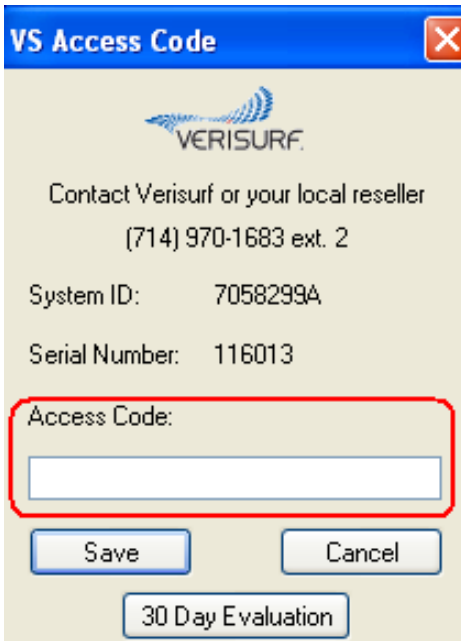 VS Access Code
VERISURF
Contact Verisurf or your local reseller
(714) 970-1683 ext. 2
System ID: 7058299A
Serial Number: 116013
Access Code:
Save Cancel
30 Day Evaluation